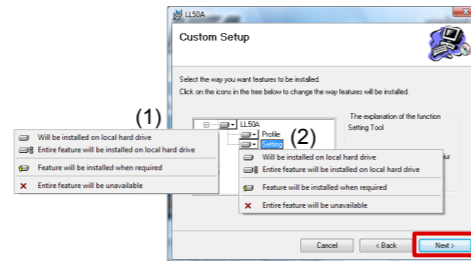 LL50A
Custom Setup
Select the way you want features to be installed.
Click on the icons in the tree below to change the way features will be installed.
(1)
LL50A
Profile
Setting
(2)
The explanation of the function
Setting Tool
Will be installed on local hard drive
Entire feature will be installed on local hard drive
Feature will be installed when required
Entire feature will be unavailable
Will be installed on local hard drive
Entire feature will be installed on local hard drive
Feature will be installed when required
Entire feature will be unavailable
Cancel
< Back
Next >